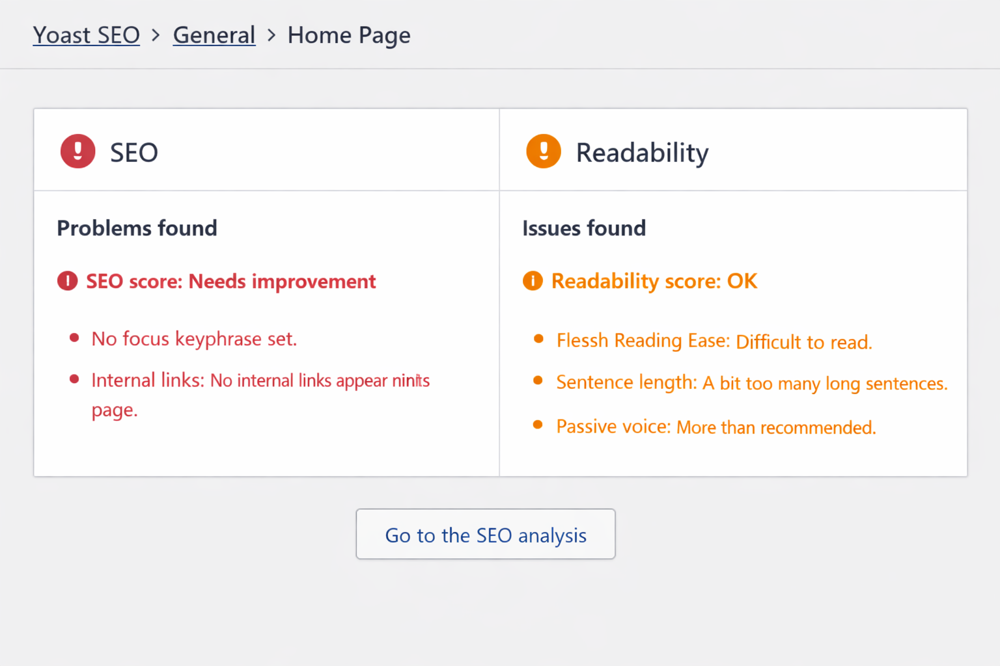 Yoast SEO > General > Home Page
SEO
Readability
Problems found
SEO score: Needs improvement
No focus keyphrase set.
Internal links: No internal links appear
page.
Issues found
Readability score: OK
Flessh Reading Ease: Difficult to read.
Sentence length: A bit too many long sentences.
Passive voice: More than recommended.
Go to the SEO analysis